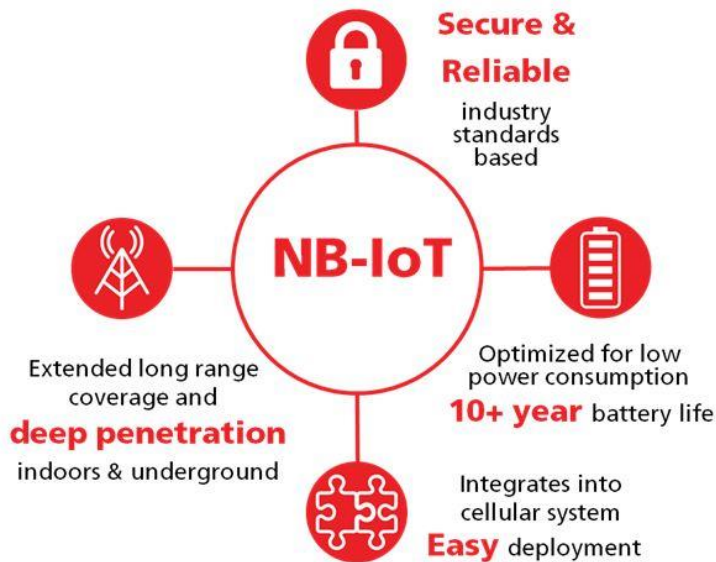 Secure &
Reliable
industry
standards
based
NB-IoT
Extended long range
coverage and
deep penetration
indoors & underground
Optimized for low
power consumption
10+ year battery life
Integrates into
cellular system
Easy deployment